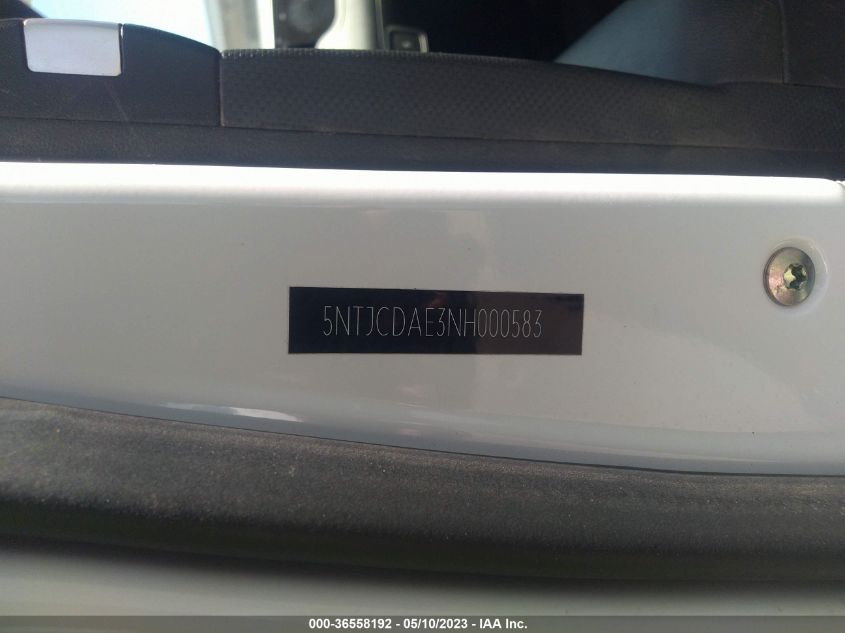 5NTJCDAE3NH000583
000-36558192 - 05/10/2023 - IAA Inc.